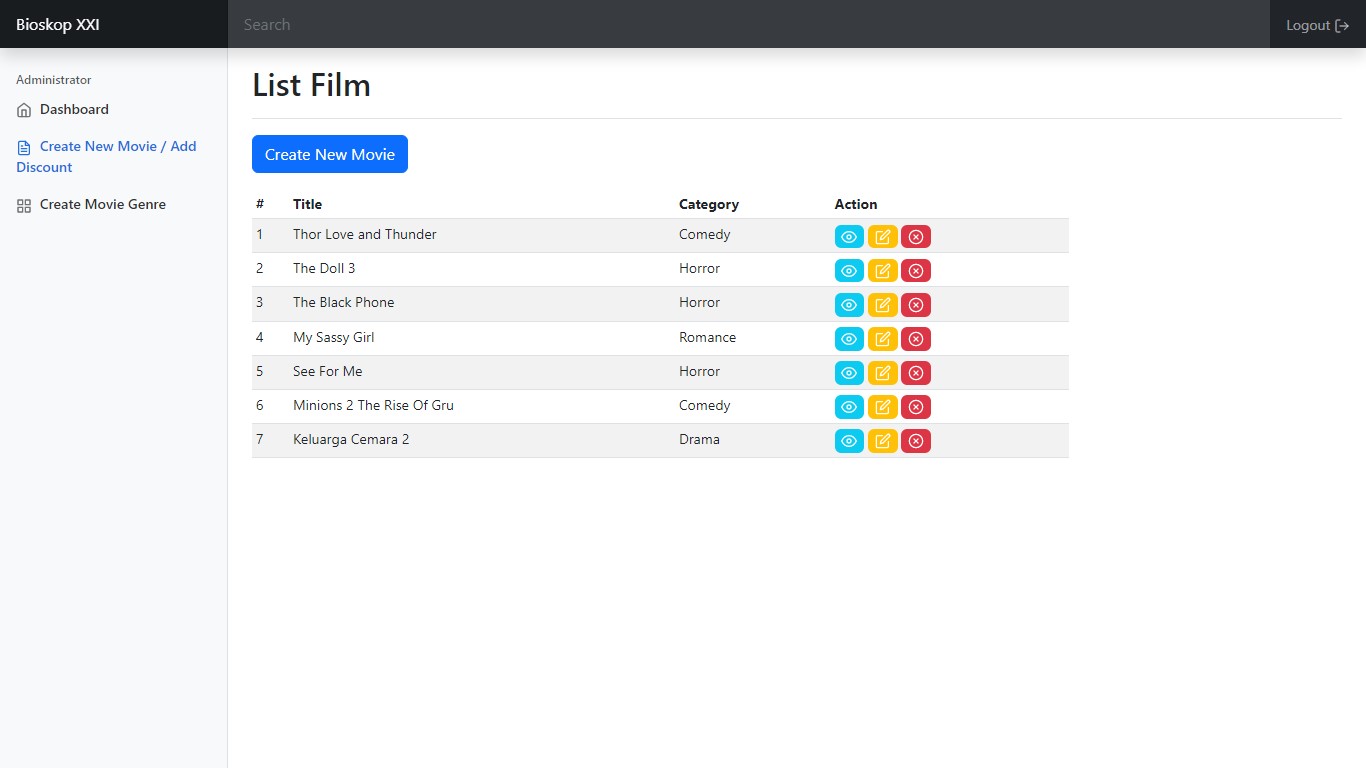 Bioskop XXI
Search
Logout
Administrator
Dashboard
Create New Movie / Add
Discount
Create Movie Genre
List Film
Create New Movie
# Title Category Action
1 Thor Love and Thunder Comedy
2 The Doll 3 Horror
3 The Black Phone Horror
4 My Sassy Girl Romance
5 See For Me Horror
6 Minions 2 The Rise Of Gru Comedy
7 Keluarga Cemara 2 Drama